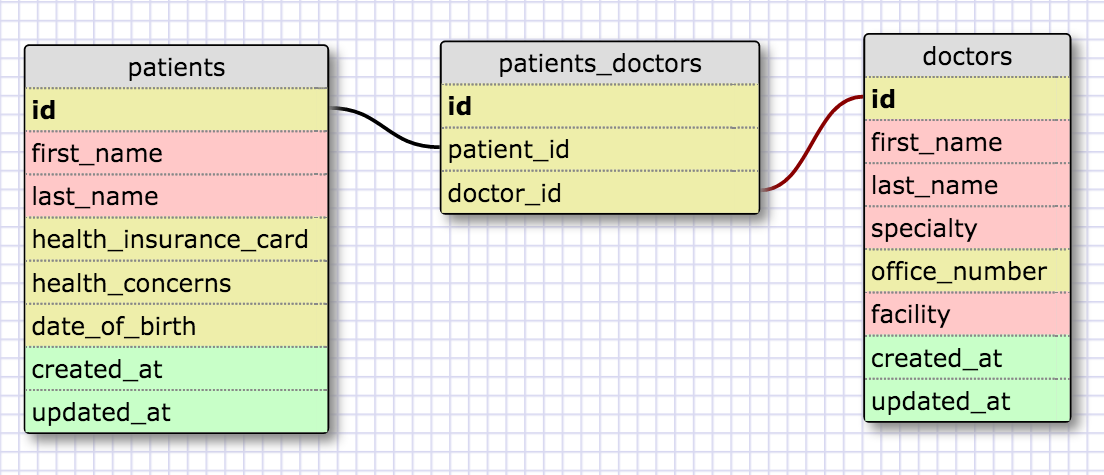 patients
id
first_name
last_name
health_insurance_card
health_concerns
date_of_birth
created_at
updated_at
patients_doctors
id
patient_id
doctor_id
doctors
id
first_name
last_name
specialty
office_number
facility
created_at
updated_at